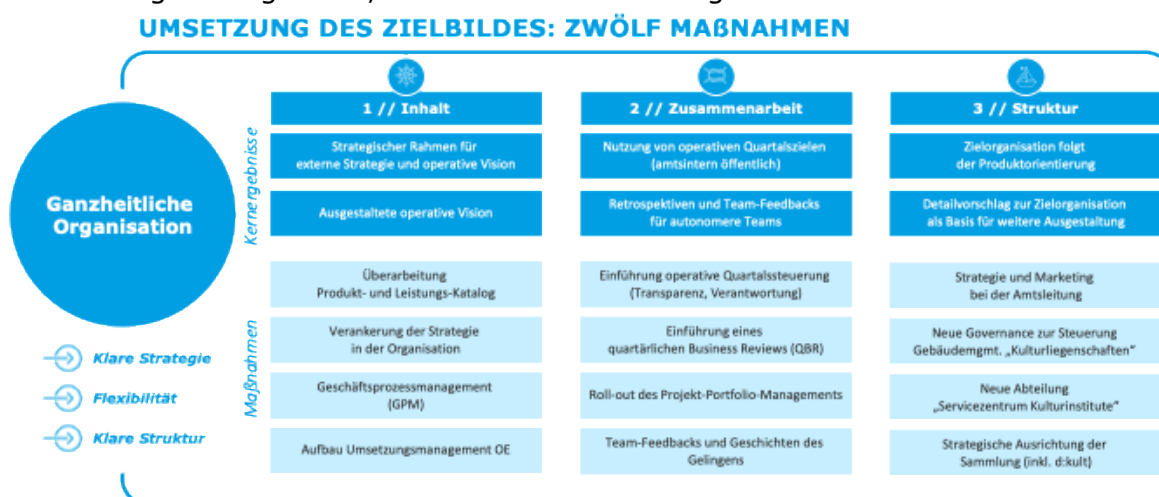 UMSETZUNG DES ZIELBILDES: ZWÖLF MAßNAHMEN
Ganzheitliche
Organisation
Klare Strategie
Flexibilität
Klare Struktur
Kernergebnisse
Maßnahmen
1 // Inhalt
Strategischer Rahmen für
externe Strategie und operative Vision
Ausgestaltete operative Vision
Überarbeitung
Produkt- und Leistungs-Katalog
Verankerung der Strategie
in der Organisation
Geschäftsprozessmanagement
(GPM)
Aufbau Umsetzungsmanagement OE
2 // Zusammenarbeit
Nutzung von operativen Quartalszielen
(amtsintern öffentlich)
Retrospektiven und Team-Feedbacks
für autonomere Teams
Einführung operative Quartalssteuerung
(Transparenz, Verantwortung)
Einführung eines
quartärlichen Business Reviews (QBR)
Roll-out des Projekt-Portfolio-Managements
Team-Feedbacks und Geschichten des
Gelingens
3 // Struktur
Zielorganisation folgt
der Produktorientierung
Detailvorschlag zur Zielorganisation
als Basis für weitere Ausgestaltung
Strategie und Marketing
bei der Amtsleitung
Neue Governance zur Steuerung
Gebäudemgmt. „Kulturliegenschaften“
Neue Abteilung
„Servicezentrum Kulturinstitute“
Strategische Ausrichtung der
Sammlung (inkl. d:kult)